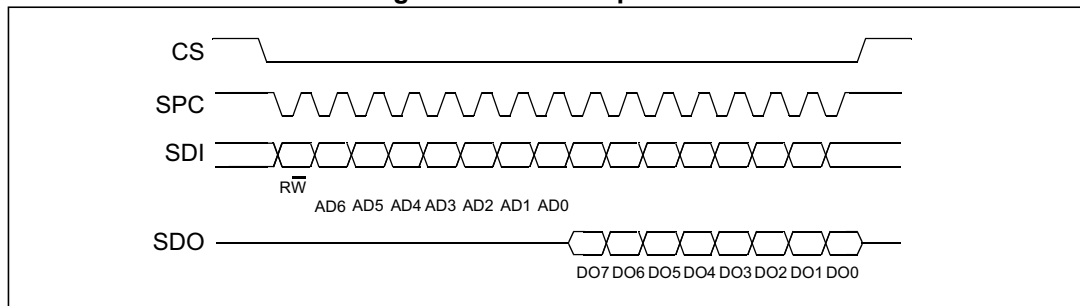 CS
SPC
SDI
RW̅
AD6 AD5 AD4 AD3 AD2 AD1 AD0
SDO
DO7 DO6 DO5 DO4 DO3 DO2 DO1 DO0